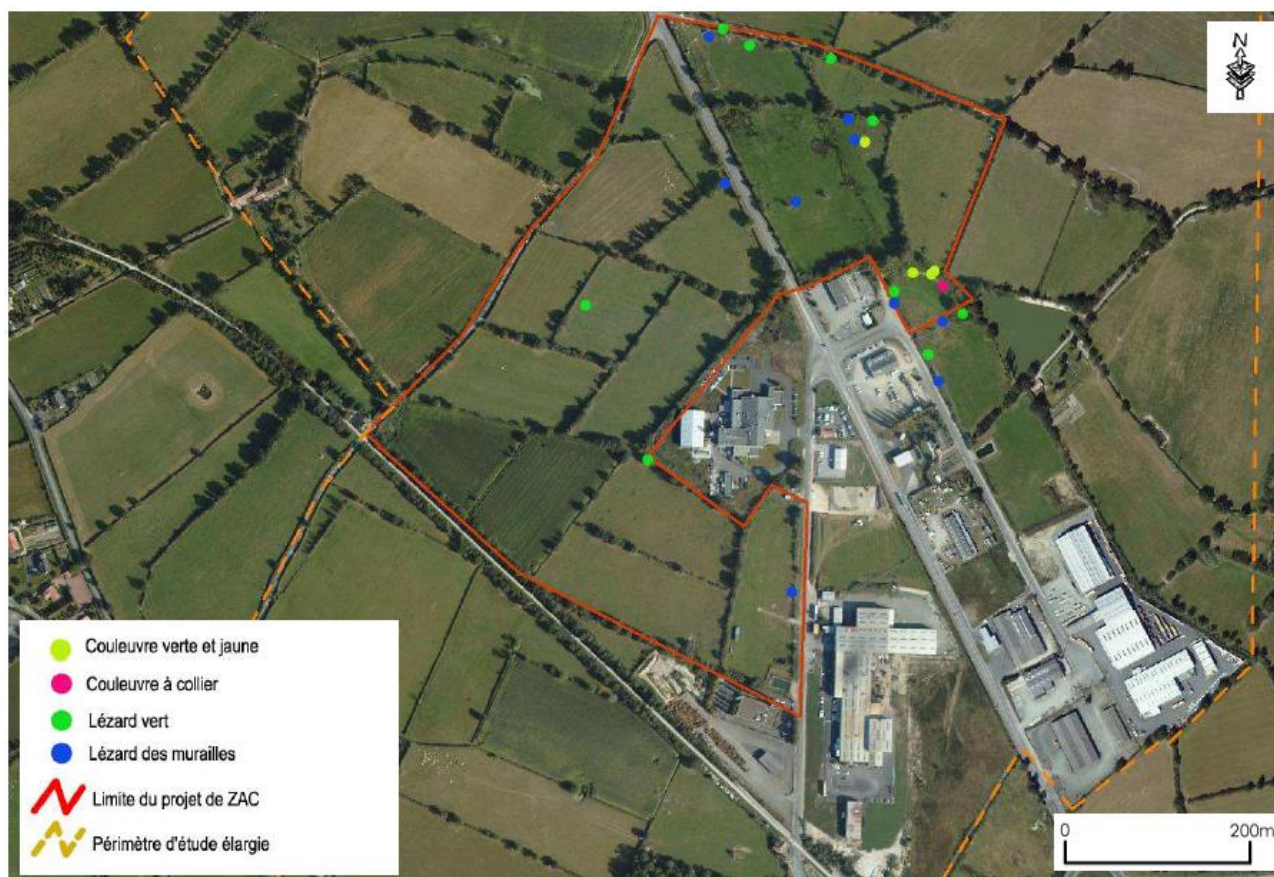 N
Couleuvre verte et jaune
Couleuvre à collier
Lézard vert
Lézard des murailles
Limite du projet de ZAC
Périmètre d'étude élargie
0 200m